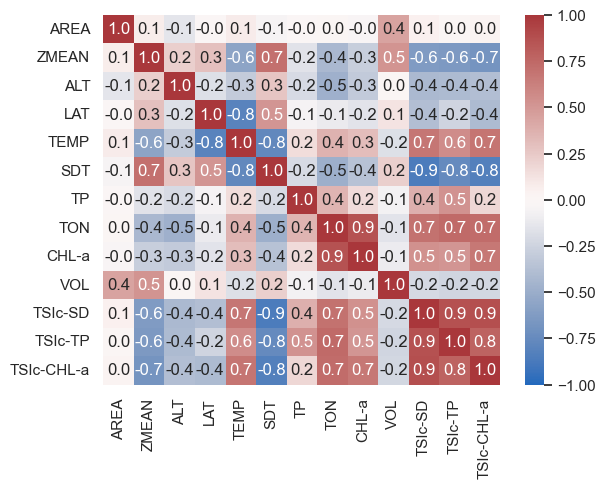 AREA 1.0 0.1 -0.1 -0.0 0.1 -0.1 -0.0 0.0 -0.0 0.4 0.1 0.0 0.0
ZMEAN 0.1 1.0 0.2 0.3 -0.6 0.7 -0.2 -0.4 -0.3 0.5 -0.6 -0.6 -0.7
ALT -0.1 0.2 1.0 -0.2 -0.3 0.3 -0.2 -0.5 -0.3 0.0 -0.4 -0.4 -0.4
LAT -0.0 0.3 -0.2 1.0 -0.8 0.5 -0.1 -0.1 -0.2 0.1 -0.4 -0.2 -0.4
TEMP 0.1 -0.6 -0.3 -0.8 1.0 -0.8 0.2 0.4 0.3 -0.2 0.7 0.6 0.7
SDT -0.1 0.7 0.3 0.5 -0.8 1.0 -0.2 -0.5 -0.4 0.2 -0.9 -0.8 -0.8
TP -0.0 -0.2 -0.2 -0.1 0.2 -0.2 1.0 0.4 0.2 -0.1 0.4 0.5 0.2
TON 0.0 -0.4 -0.5 -0.1 0.4 -0.5 0.4 1.0 0.9 -0.1 0.7 0.7 0.7
CHL-a -0.0 -0.3 -0.3 -0.2 0.3 -0.4 0.2 0.9 1.0 -0.1 0.5 0.5 0.7
VOL 0.4 0.5 0.0 0.1 -0.2 0.2 -0.1 -0.1 -0.1 1.0 -0.2 -0.2 -0.2
TSIc-SD 0.1 -0.6 -0.4 -0.4 0.7 -0.9 0.4 0.7 0.5 -0.2 1.0 0.9 0.9
TSIc-TP 0.0 -0.6 -0.4 -0.2 0.6 -0.8 0.5 0.7 0.5 -0.2 0.9 1.0 0.8
TSIc-CHL-a 0.0 -0.7 -0.4 -0.4 0.7 -0.8 0.2 0.7 0.7 -0.2 0.9 0.8 1.0
AREA
ZMEAN
ALT
LAT
TEMP
SDT
TP
TON
CHL-a
VOL
TSIc-SD
TSIc-TP
TSIc-CHL-a
1.00
0.75
0.50
0.25
0.00
-0.25
-0.50
-0.75
-1.00